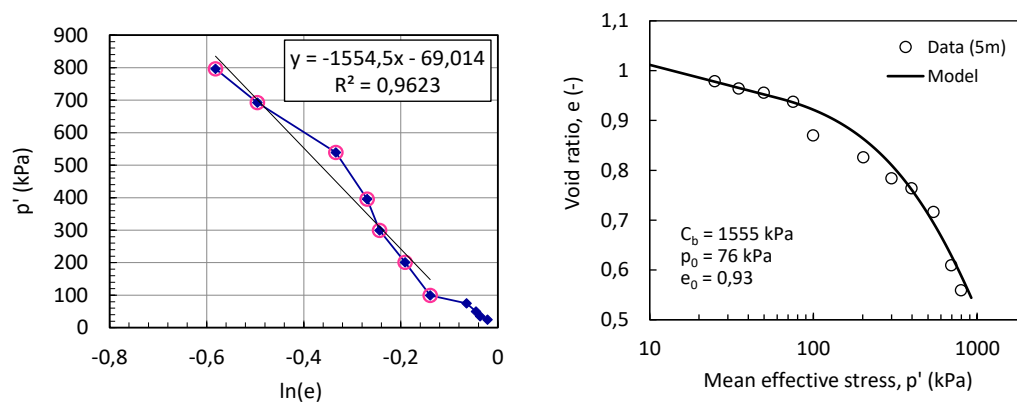 900
800
700
600
500
400
300
200
100
0
p' (kPa)
y = -1554,5x - 69,014
R² = 0,9623
-0,8
-0,6
-0,4
-0,2
0
ln(e)
1,1
1
0,9
0,8
0,7
0,6
0,5
Void ratio, e (-)
Data (5m)
Model
C_b = 1555 kPa
p_0 = 76 kPa
e_0 = 0,93
10
100
1000
Mean effective stress, p' (kPa)